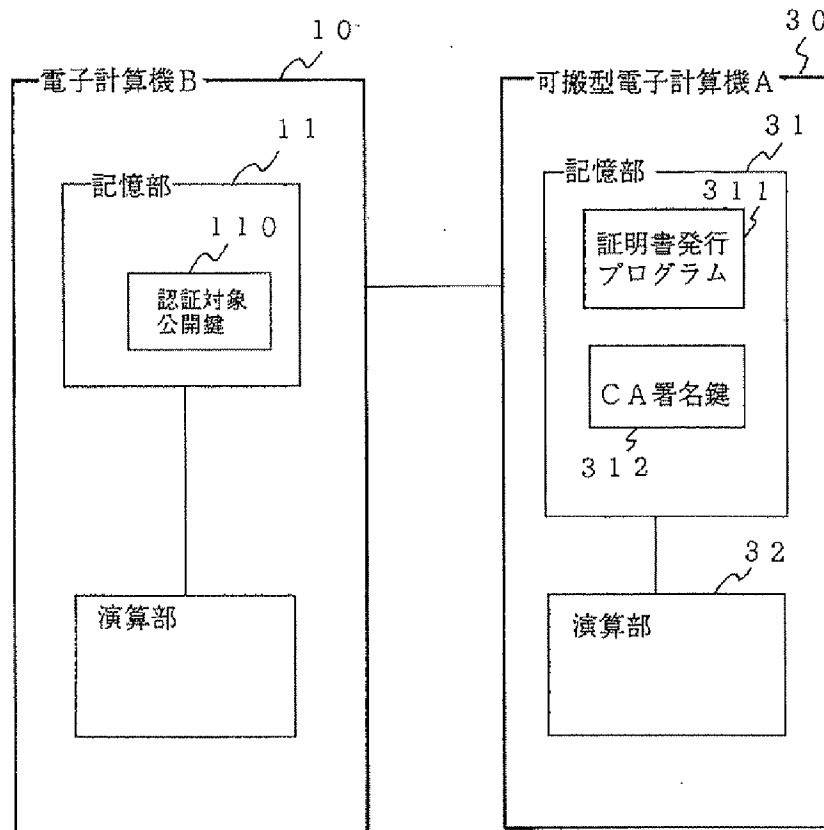 １０
電子計算機Ｂ
１１
記憶部
１１０
認証対象
公開鍵
演算部
３０
可搬型電子計算機Ａ
３１
記憶部
３１１
証明書発行
プログラム
ＣＡ署名鍵
３１２
３２
演算部